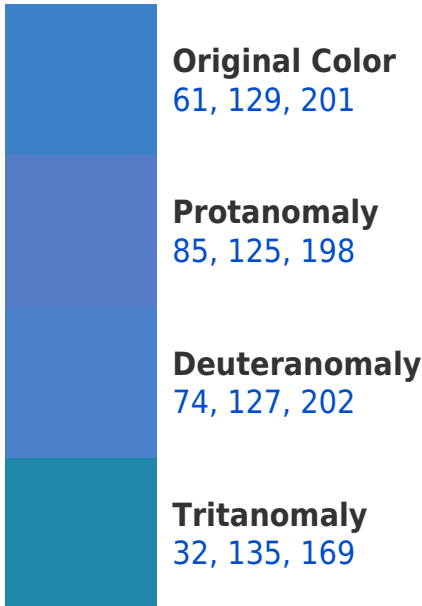 Original Color
61, 129, 201
Protanomaly
85, 125, 198
Deuteranomaly
74, 127, 202
Tritanomaly
32, 135, 169